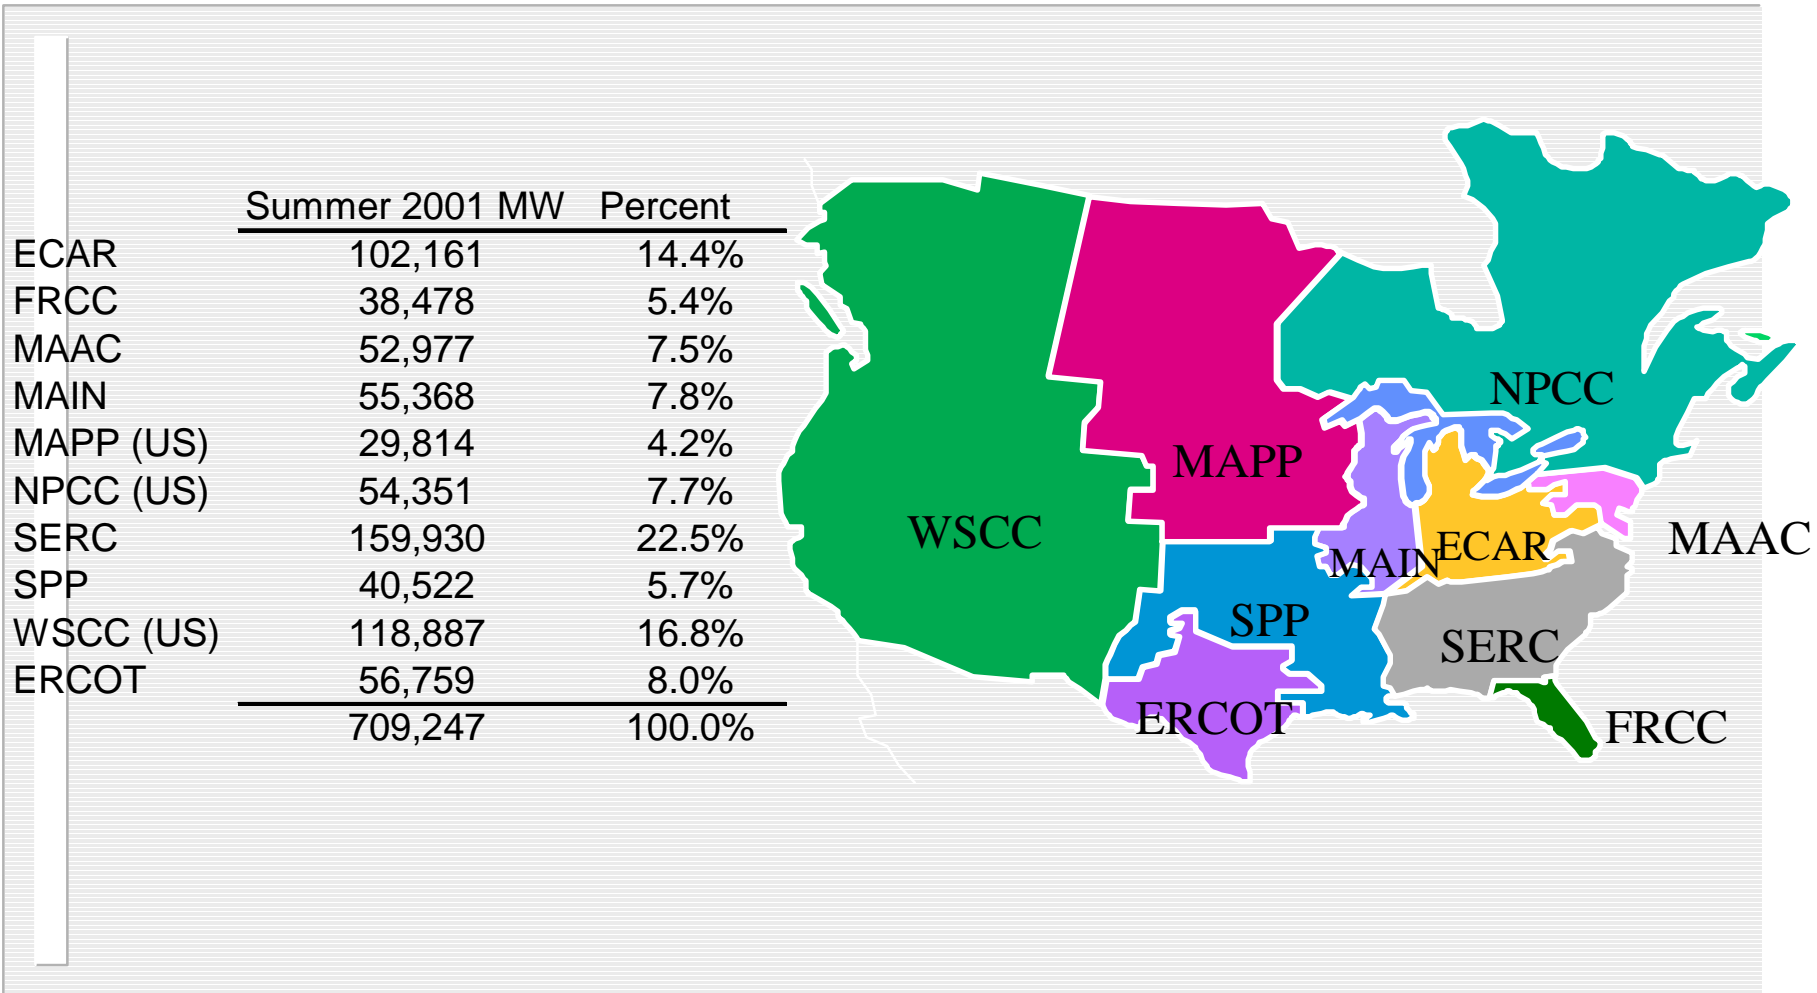 Summer 2001 MW Percent
ECAR 102,161 14.4%
FRCC 38,478 5.4%
MAAC 52,977 7.5%
MAIN 55,368 7.8%
MAPP (US) 29,814 4.2%
NPCC (US) 54,351 7.7%
SERC 159,930 22.5%
SPP 40,522 5.7%
WSCC (US) 118,887 16.8%
ERCOT 56,759 8.0%
709,247 100.0%
NPCC
MAPP
WSCC
MAAC
ECAR
MAIN
SPP
SERC
ERCOT
FRCC